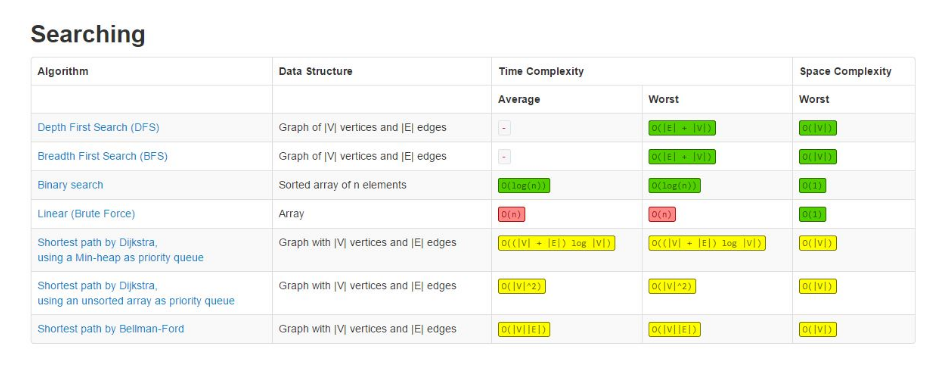 Searching
Algorithm Data Structure Time Complexity Space Complexity
Average Worst Worst
Depth First Search (DFS) Graph of |V| vertices and |E| edges - O(|E| + |V|) O(|V|)
Breadth First Search (BFS) Graph of |V| vertices and |E| edges - O(|E| + |V|) O(|V|)
Binary search Sorted array of n elements O(log(n)) O(log(n)) O(1)
Linear (Brute Force) Array O(n) O(n) O(1)
Shortest path by Dijkstra, Graph with |V| vertices and |E| edges O((|V| + |E|) log |V|) O((|V| + |E|) log |V|) O(|V|)
using a Min-heap as priority queue
Shortest path by Dijkstra, Graph with |V| vertices and |E| edges O(|V|^2) O(|V|^2) O(|V|)
using an unsorted array as priority queue
Shortest path by Bellman-Ford Graph with |V| vertices and |E| edges O(|V||E|) O(|V||E|) O(|V|)